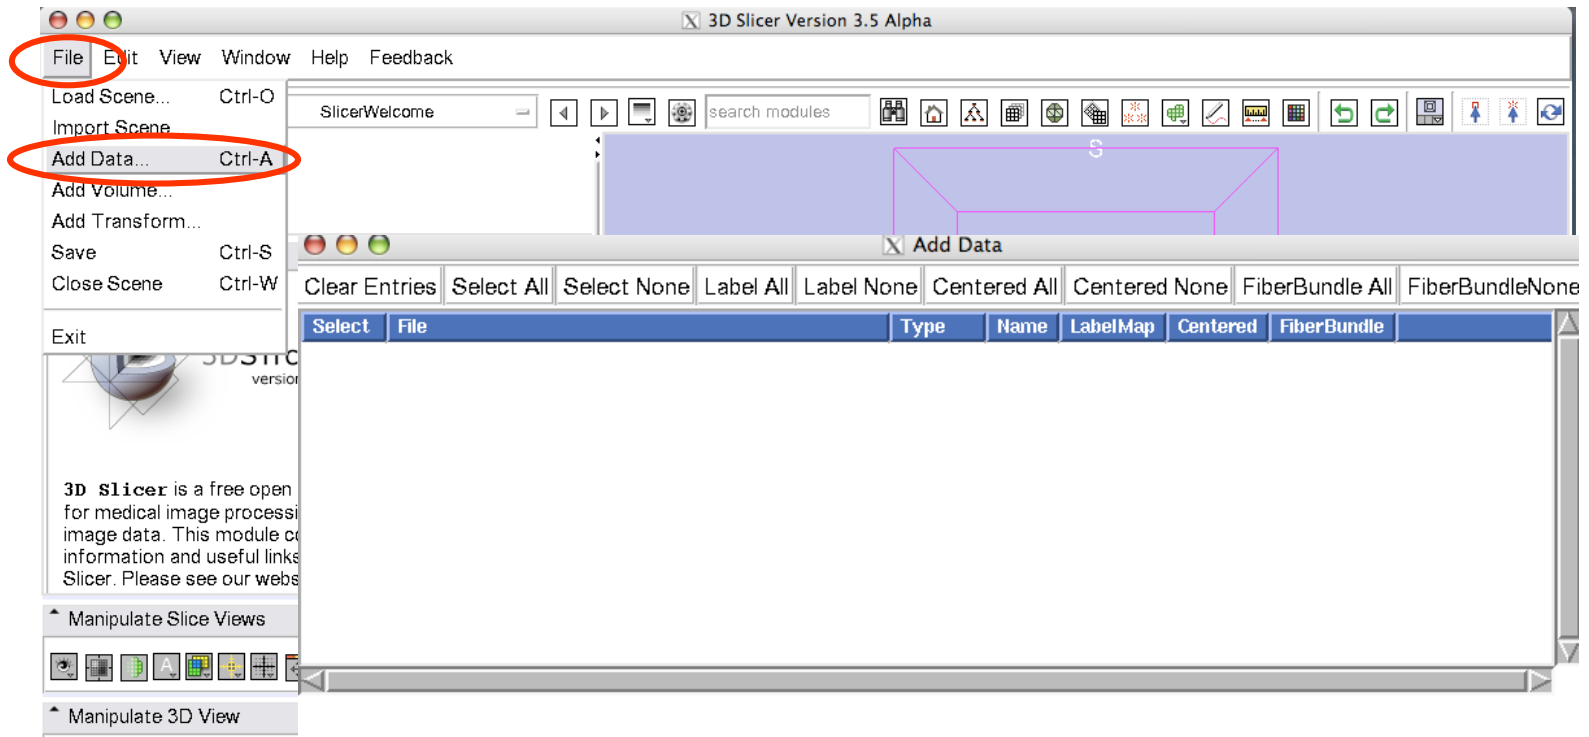 3D Slicer Version 3.5 Alpha
File Edit View Window Help Feedback
Load Scene... Ctrl-O
Import Scene...
Add Data... Ctrl-A
Add Volume...
Add Transform...
Save Ctrl-S
Close Scene Ctrl-W
Exit
SlicerWelcome
search modules
S
Add Data
Clear Entries Select All Select None Label All Label None Centered All Centered None FiberBundle All FiberBundleNone
Select File Type Name LabelMap Centered FiberBundle
versio
3D Slicer is a free open
for medical image processi
image data. This module c
information and useful links
Slicer. Please see our webs
Manipulate Slice Views
A
Manipulate 3D View